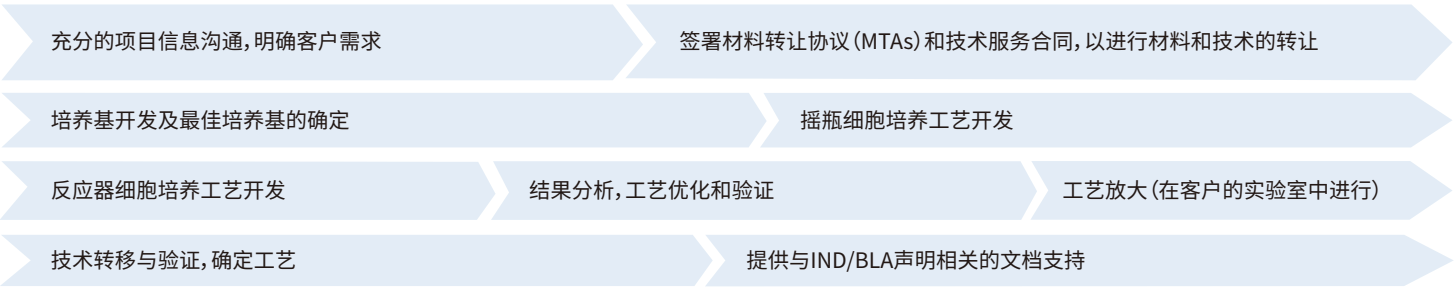 充分的项目信息沟通,明确客户需求
签署材料转让协议(MTAs)和技术服务合同,以进行材料和技术的转让
培养基开发及最佳培养基的确定
摇瓶细胞培养工艺开发
反应器细胞培养工艺开发
结果分析,工艺优化和验证
工艺放大(在客户的实验室中进行)
技术转移与验证,确定工艺
提供与IND/BLA声明相关的文档支持